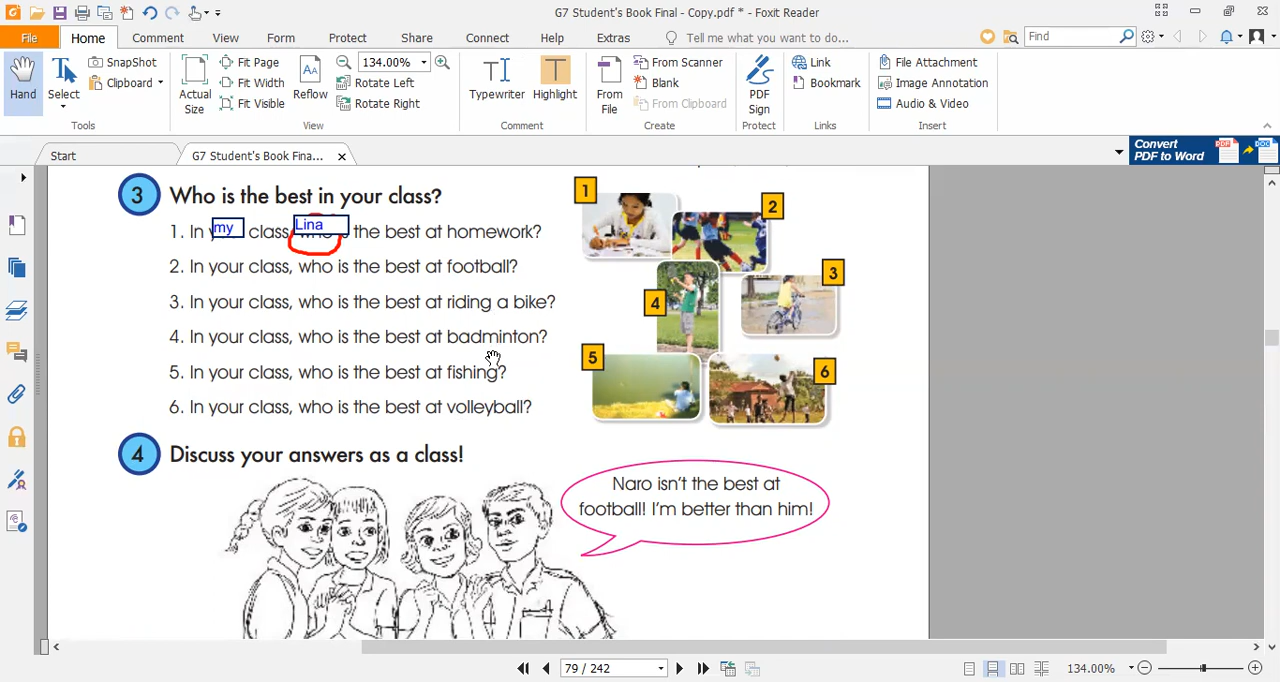 G7 Student's Book Final - Copy.pdf * - Foxit Reader
File Home Comment View Form Protect Share Connect Help Extras Tell me what you want to do... Find
Hand
Select
SnapShot
Clipboard
Tools
Actual Size
Fit Page
Fit Width
Fit Visible
Reflow
134.00%
Rotate Left
Rotate Right
View
Typewriter
Highlight
Comment
From File
From Scanner
Blank
From Clipboard
Create
PDF Sign
Protect
Link
Bookmark
Links
File Attachment
Image Annotation
Audio & Video
Insert
Start
G7 Student's Book Fina...
Convert
PDF to Word
3 Who is the best in your class?
my
Lina
1. In your class, who is the best at homework?
2. In your class, who is the best at football?
3. In your class, who is the best at riding a bike?
4. In your class, who is the best at badminton?
5. In your class, who is the best at fishing?
6. In your class, who is the best at volleyball?
1
2
3
4
5
6
4 Discuss your answers as a class!
Naro isn't the best at
football! I'm better than him!
79 / 242
134.00%